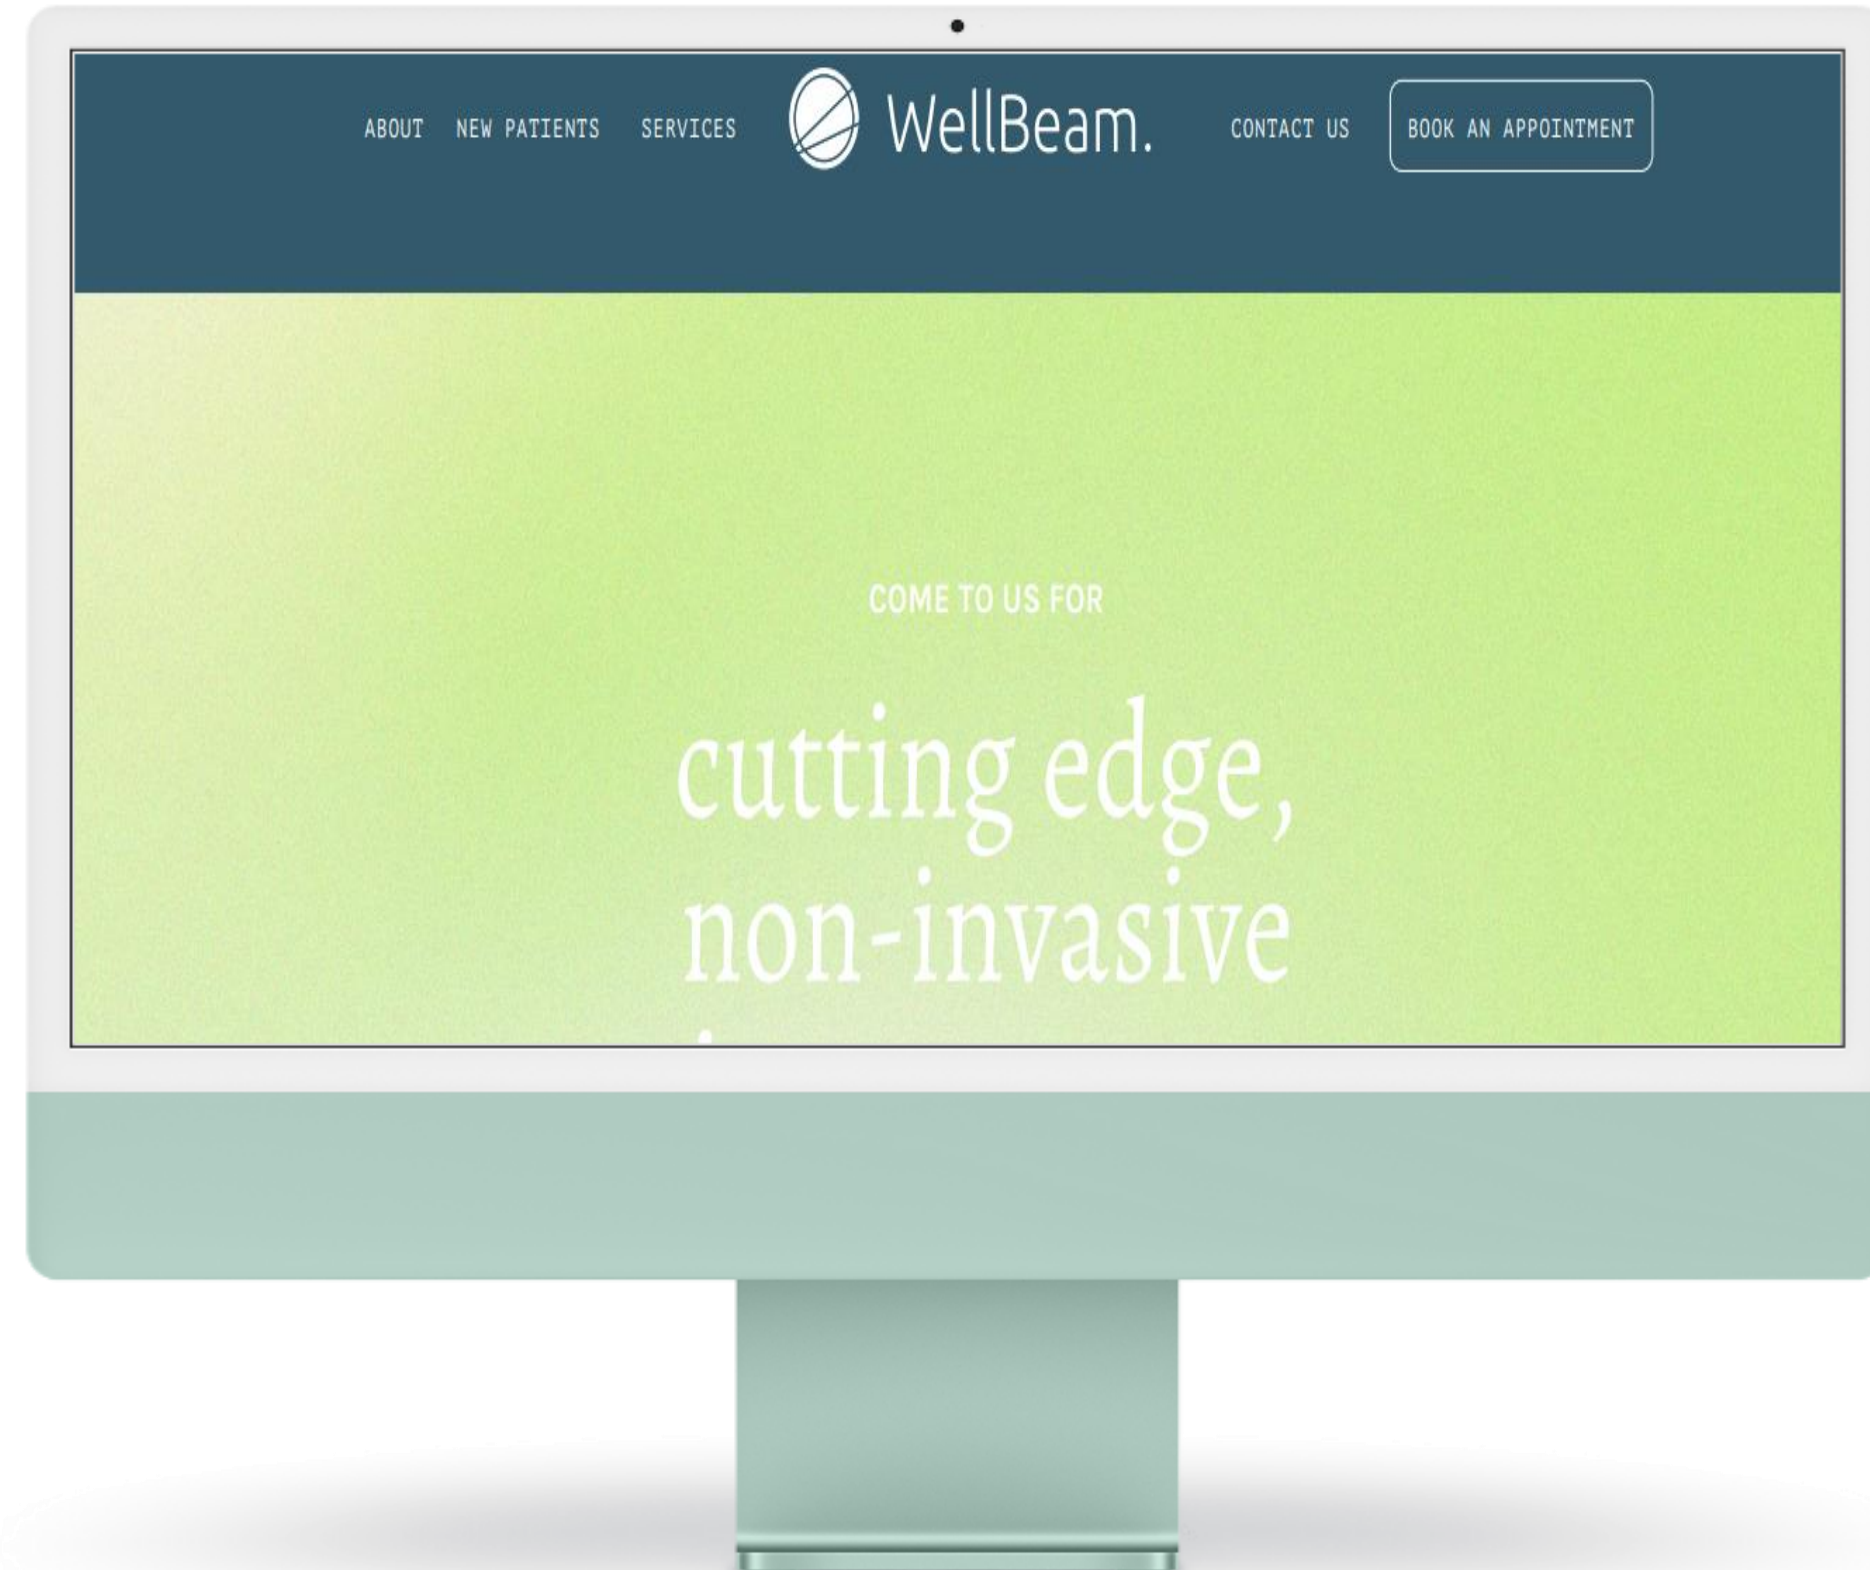 ABOUT NEW PATIENTS SERVICES WellBeam. CONTACT US BOOK AN APPOINTMENT
COME TO US FOR
cutting edge,
non-invasive